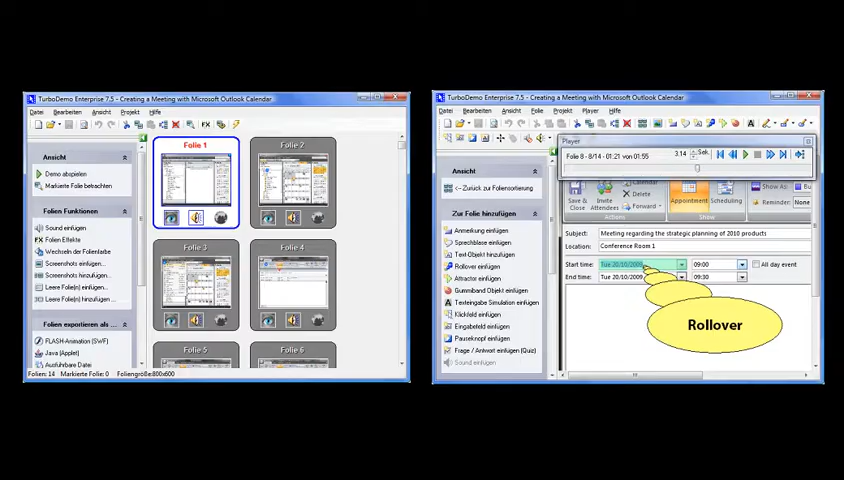 TurboDemo Enterprise 7.5 - Creating a Meeting with Microsoft Outlook Calendar
Datei Bearbeiten Ansicht Projekt Hilfe
FX
Ansicht
Demo abspielen
Markierte Folie betrachten
Folien Funktionen
Sound einfügen
Folien Effekte
Wechseln der Folienfarbe
Screenshots einfügen...
Screenshots hinzufügen...
Leere Folie(n) einfügen...
Leere Folie(n) hinzufügen ...
Folien exportieren als ...
FLASH-Animation (SWF)
Java (Applet)
Ausführbare Datei
Folie 1
Folie 2
Folie 3
Folie 4
Folie 5
Folie 6
Folien: 14 Markierte Folie: 0 Foliengröße:800x600
TurboDemo Enterprise 7.5 - Creating a Meeting with Microsoft Outlook Calendar
Datei Bearbeiten Ansicht Folie Projekt Player Hilfe
Player
Folie 8 - 8/14 - 01:21 von 01:55
3.14 Sek.
Ansicht
<-- Zurück zur Foliensortierung
Zur Folie hinzufügen
Anmerkung einfügen
Sprechblase einfügen
Text-Objekt einfügen
Rollover einfügen
Attractor einfügen
Gummiband Objekt einfügen
Texteingabe Simulation einfügen
Klickfeld einfügen
Eingabefeld einfügen
Pauseknopf einfügen
Frage / Antwort einfügen (Quiz)
Sound einfügen
Save & Close
Invite Attendees
Calendar
Delete
Forward
Actions
Appointment
Scheduling
Show
Show As:
Reminder: None
Subject: Meeting regarding the strategic planning of 2010 products
Location: Conference Room 1
Start time: Tue 20/10/2009 09:00 All day event
End time: Tue 20/10/2009 09:30
Rollover